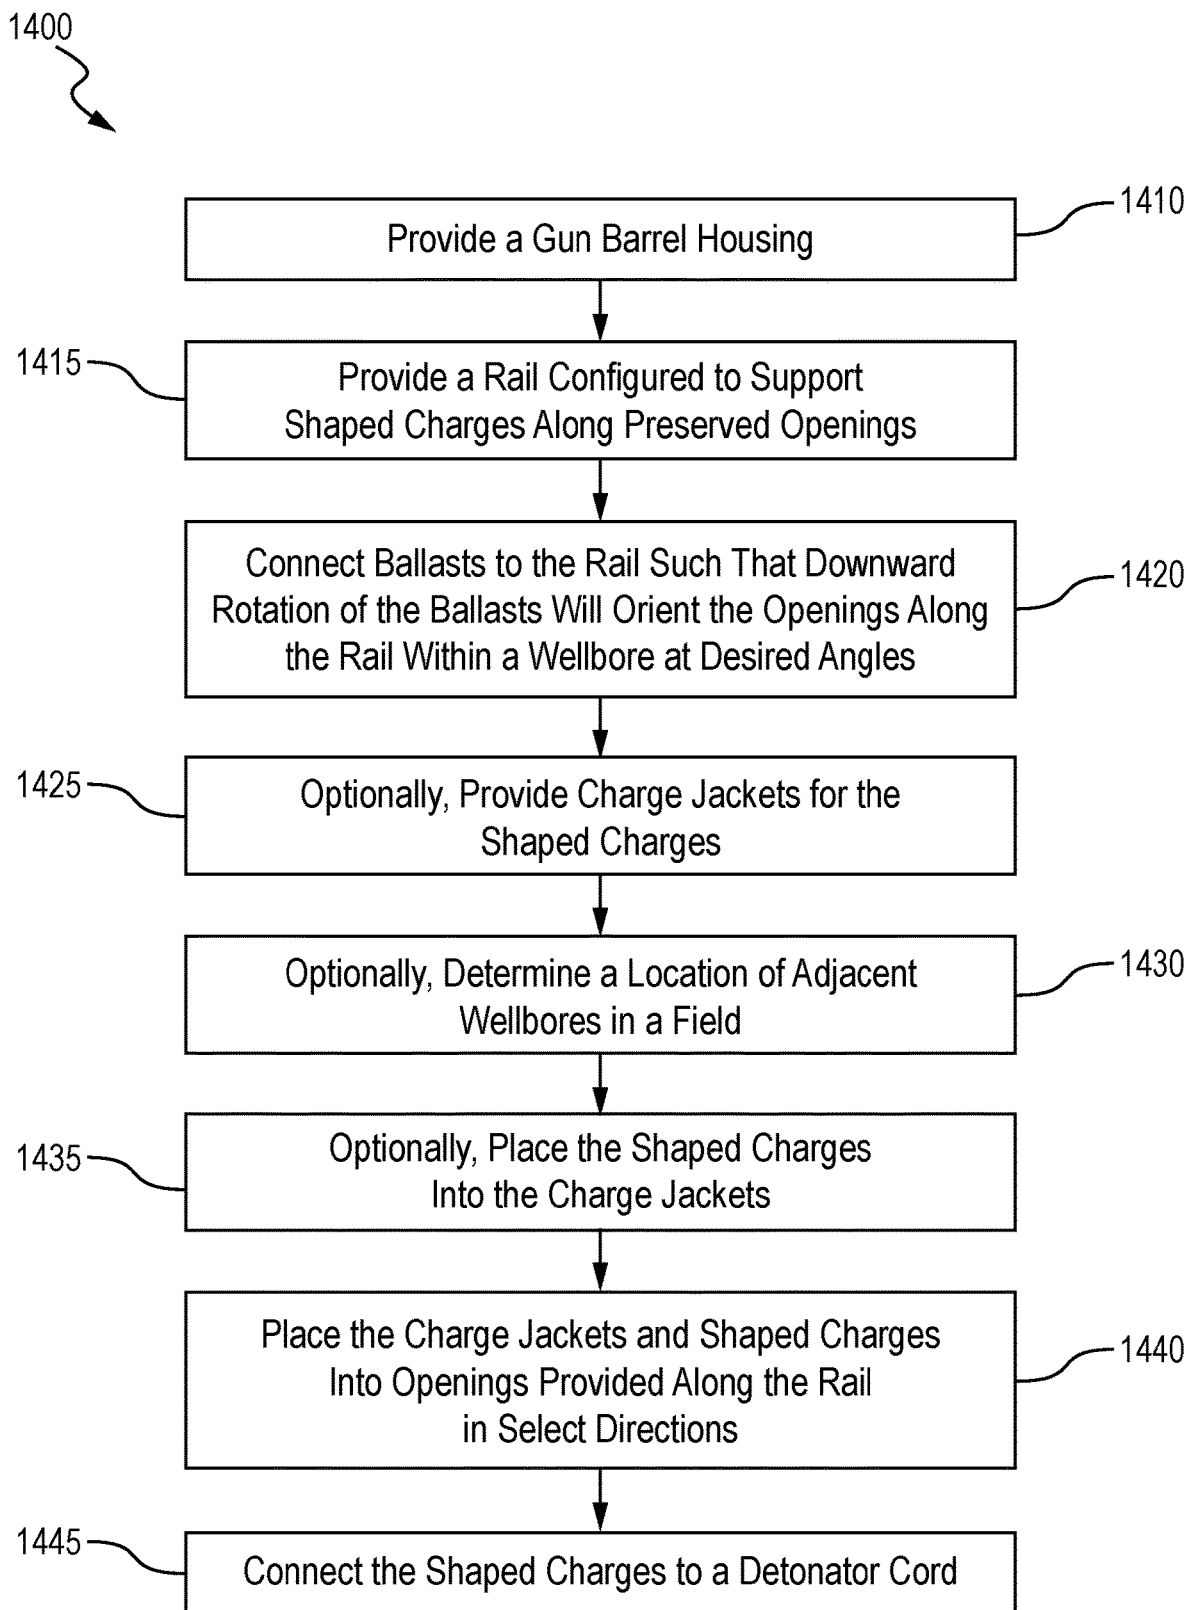 1400
1410
Provide a Gun Barrel Housing
1415
Provide a Rail Configured to Support
Shaped Charges Along Preserved Openings
Connect Ballasts to the Rail Such That Downward
Rotation of the Ballasts Will Orient the Openings Along
the Rail Within a Wellbore at Desired Angles
1420
1425
Optionally, Provide Charge Jackets for the
Shaped Charges
Optionally, Determine a Location of Adjacent
Wellbores in a Field
1430
1435
Optionally, Place the Shaped Charges
Into the Charge Jackets
Place the Charge Jackets and Shaped Charges
Into Openings Provided Along the Rail
in Select Directions
1440
1445
Connect the Shaped Charges to a Detonator Cord